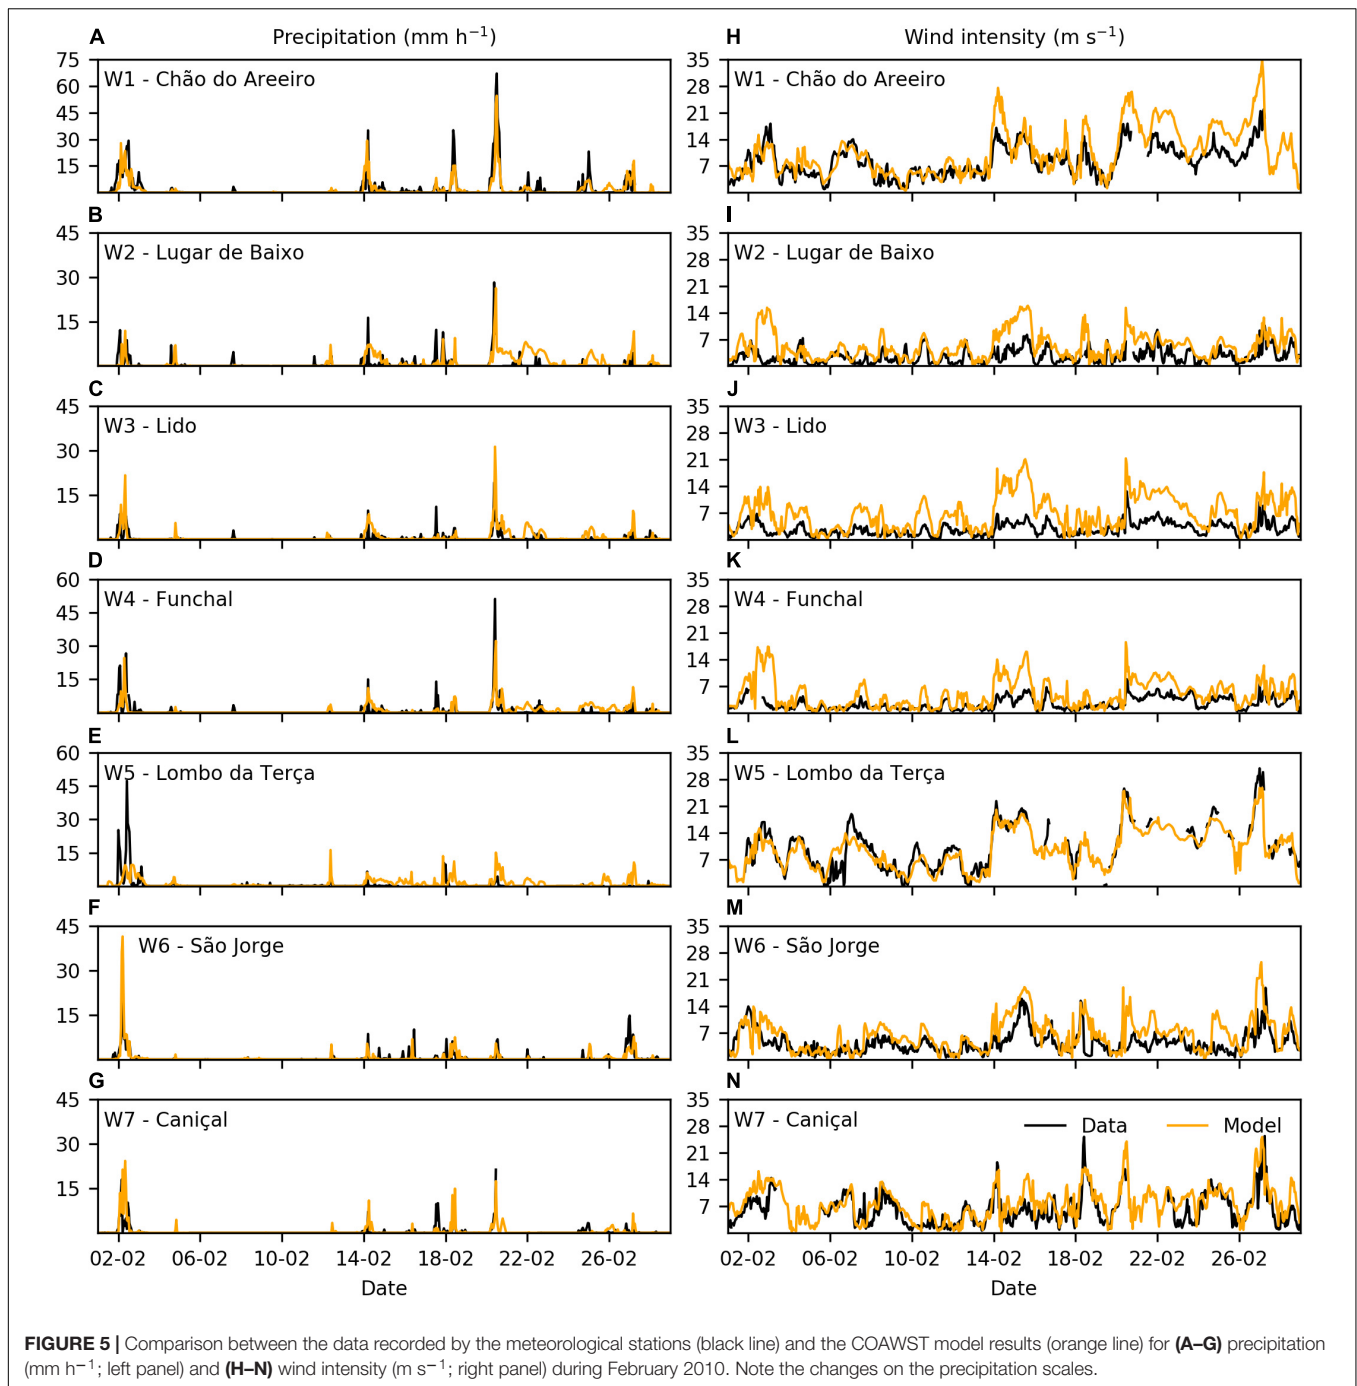 A Precipitation (mm h⁻¹)
75
60
45
30
15
W1 - Chão do Areeiro
B
45
30
15
W2 - Lugar de Baixo
C
45
30
15
W3 - Lido
D
60
45
30
15
W4 - Funchal
E
60
45
30
15
W5 - Lombo da Terça
F
45
30
15
W6 - São Jorge
G
45
30
15
W7 - Caniçal
02-02 06-02 10-02 14-02 18-02 22-02 26-02
Date
H Wind intensity (m s⁻¹)
35
28
21
14
7
W1 - Chão do Areeiro
I
35
28
21
14
7
W2 - Lugar de Baixo
J
35
28
21
14
7
W3 - Lido
K
35
28
21
14
7
W4 - Funchal
L
35
28
21
14
7
W5 - Lombo da Terça
M
35
28
21
14
7
W6 - São Jorge
N
35
28
21
14
7
W7 - Caniçal
Data Model
02-02 06-02 10-02 14-02 18-02 22-02 26-02
Date
FIGURE 5 | Comparison between the data recorded by the meteorological stations (black line) and the COAWST model results (orange line) for (A–G) precipitation
(mm h⁻¹; left panel) and (H–N) wind intensity (m s⁻¹; right panel) during February 2010. Note the changes on the precipitation scales.